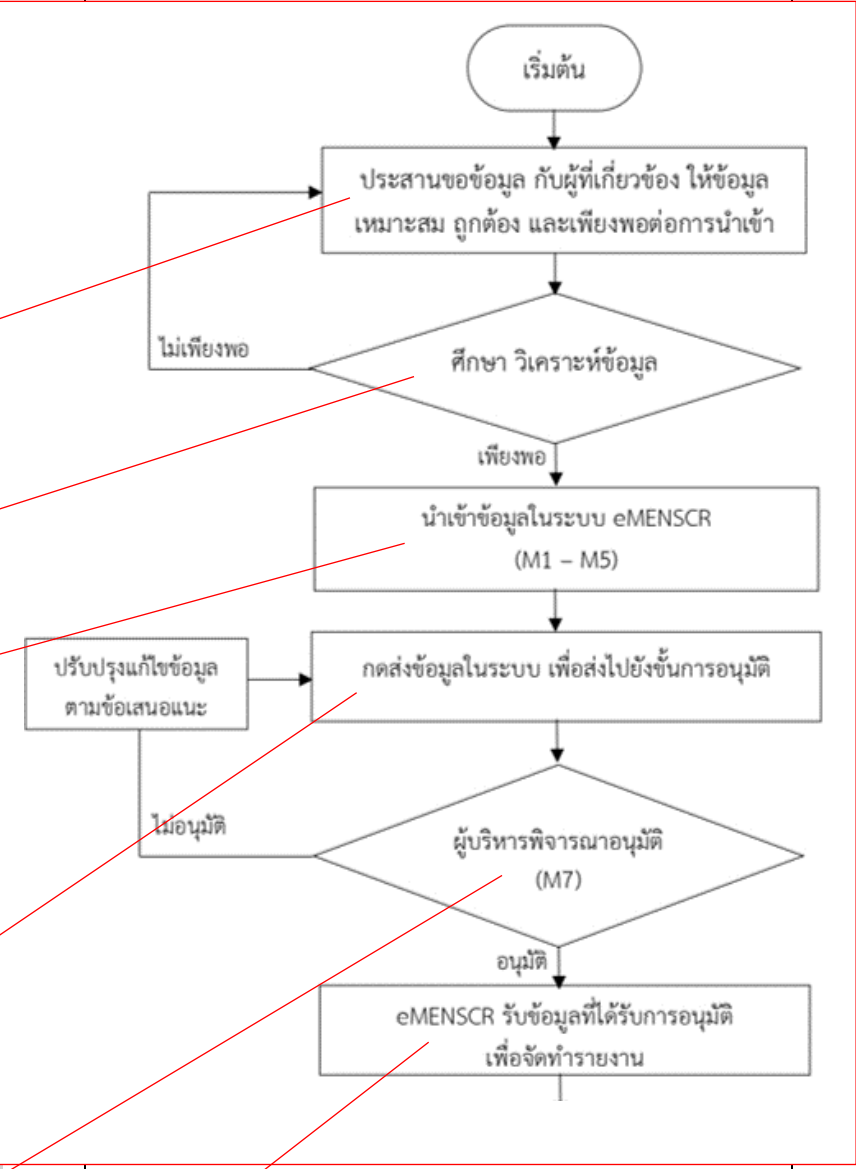 เริ่มต้น
ประสานขอข้อมูล กับผู้ที่เกี่ยวข้อง ให้ข้อมูล
เหมาะสม ถูกต้อง และเพียงพอต่อการนำเข้า
ไม่เพียงพอ
ศึกษา วิเคราะห์ข้อมูล
เพียงพอ
นำเข้าข้อมูลในระบบ eMENSCR
(M1 – M5)
ปรับปรุงแก้ไขข้อมูล
ตามข้อเสนอแนะ
กดส่งข้อมูลในระบบ เพื่อส่งไปยังขั้นการอนุมัติ
ไม่อนุมัติ
ผู้บริหารพิจารณาอนุมัติ
(M7)
อนุมัติ
eMENSCR รับข้อมูลที่ได้รับการอนุมัติ
เพื่อจัดทำรายงาน